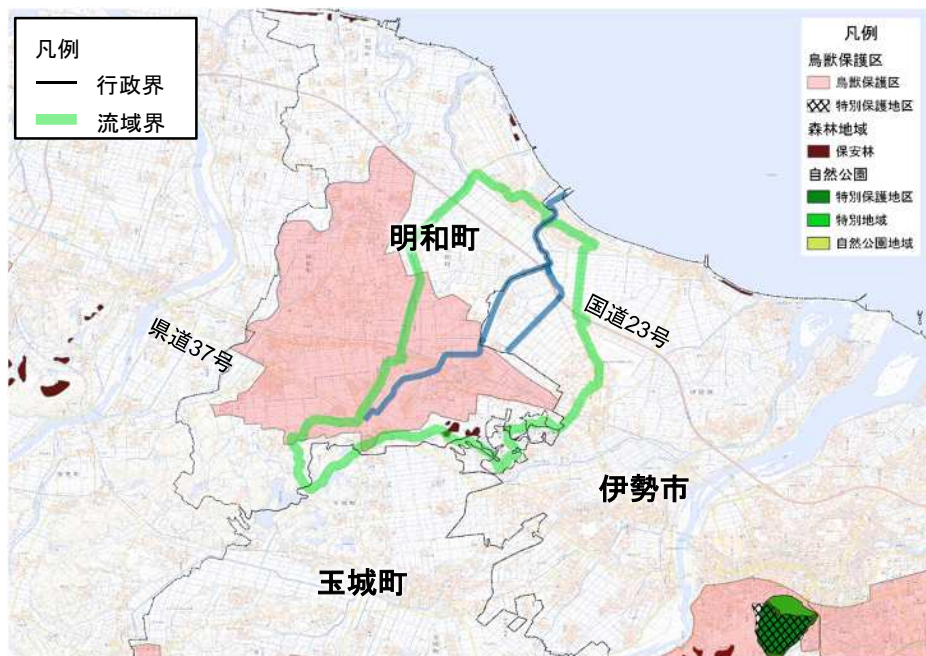 凡例
行政界
流域界
凡例
鳥獣保護区
鳥獣保護区
特別保護地区
森林地域
保安林
自然公園
特別保護地区
特別地域
自然公園地域
明和町
国道23号
県道37号
伊勢市
玉城町